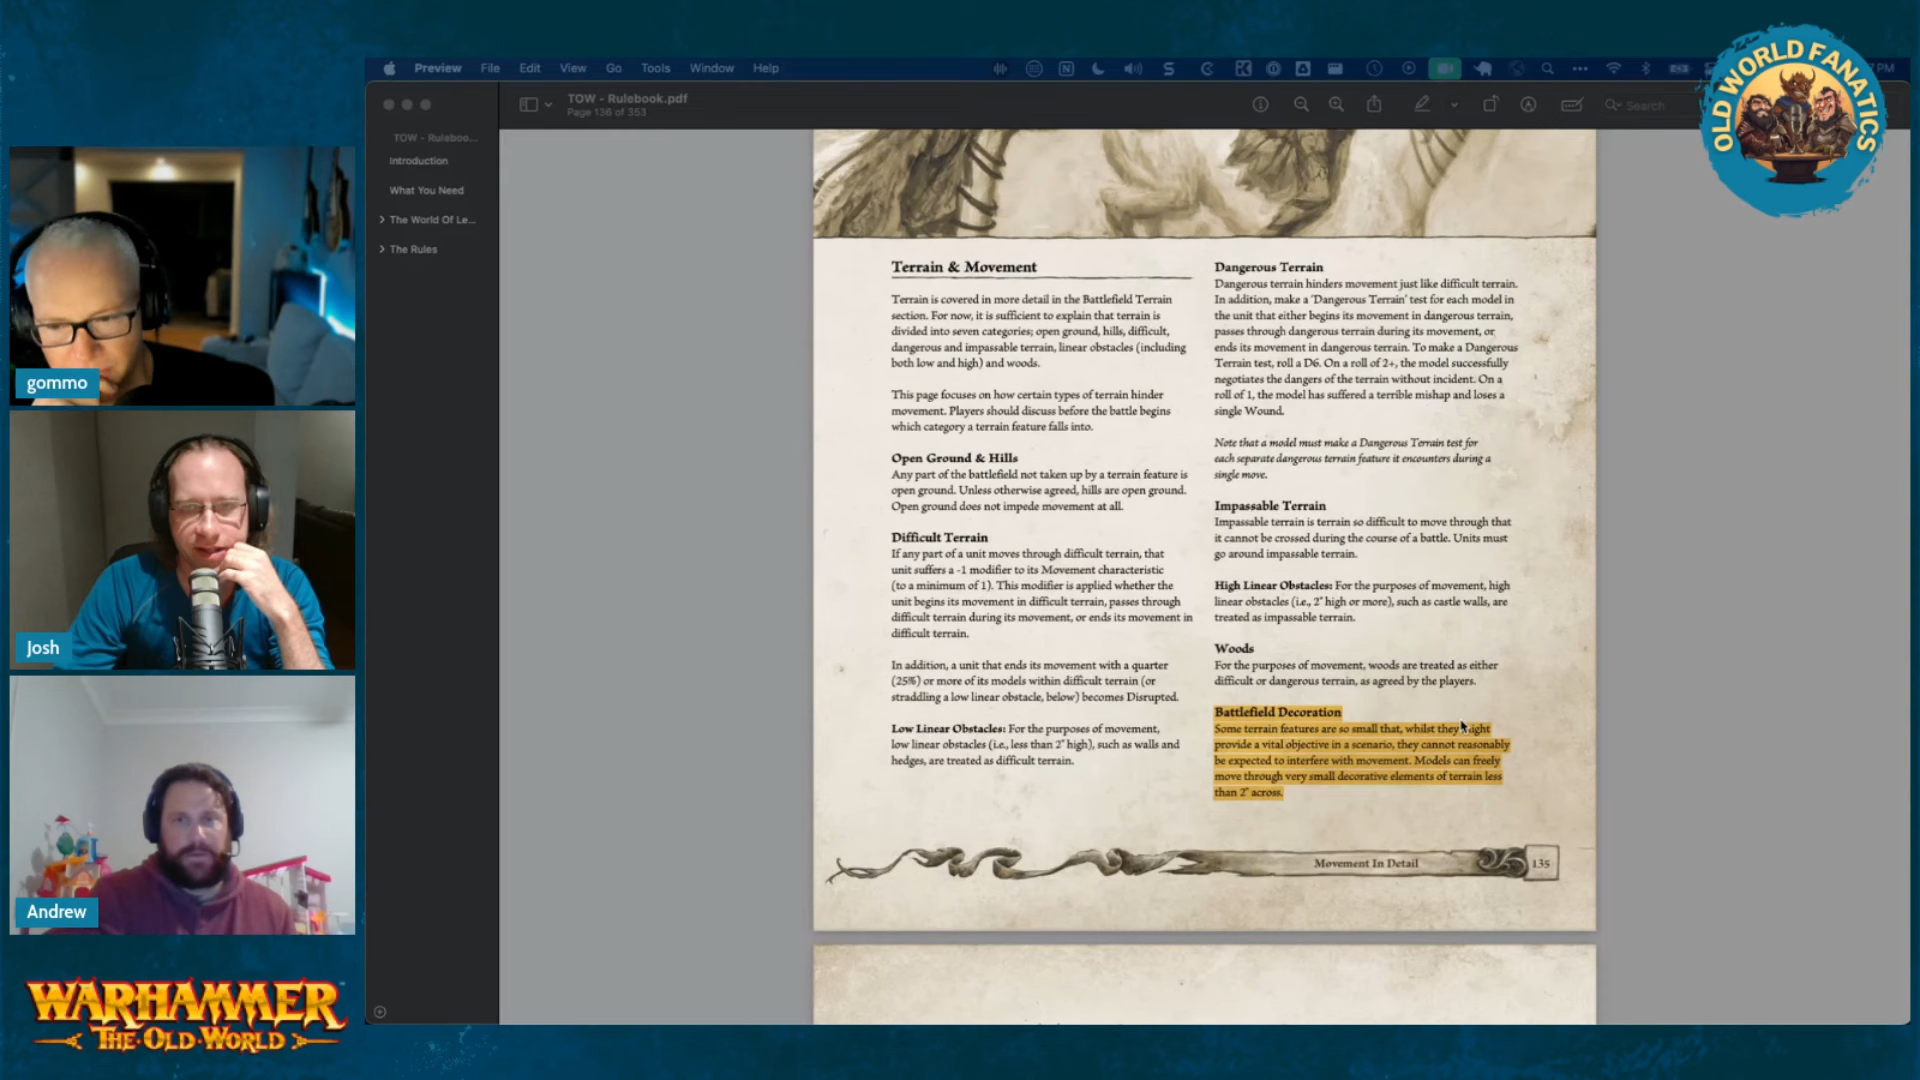 Preview File Edit View Go Tools Window Help
PM
TOW - Rulebook.pdf
Page 136 of 353
Search
OLD WORLD FANATICS
TOW - Ruleboo...
Introduction
What You Need
The World Of Le...
The Rules
gommo
Josh
Andrew
WARHAMMER
THE OLD WORLD
Terrain & Movement
Terrain is covered in more detail in the Battlefield Terrain
section. For now, it is sufficient to explain that terrain is
divided into seven categories; open ground, hills, difficult,
dangerous and impassable terrain, linear obstacles (including
both low and high) and woods.
This page focuses on how certain types of terrain hinder
movement. Players should discuss before the battle begins
which category a terrain feature falls into.
Open Ground & Hills
Any part of the battlefield not taken up by a terrain feature is
open ground. Unless otherwise agreed, hills are open ground.
Open ground does not impede movement at all.
Difficult Terrain
If any part of a unit moves through difficult terrain, that
unit suffers a -1 modifier to its Movement characteristic
(to a minimum of 1). This modifier is applied whether the
unit begins its movement in difficult terrain, passes through
difficult terrain during its movement, or ends its movement in
difficult terrain.
In addition, a unit that ends its movement with a quarter
(25%) or more of its models within difficult terrain (or
straddling a low linear obstacle, below) becomes Disrupted.
Low Linear Obstacles: For the purposes of movement,
low linear obstacles (i.e., less than 2" high), such as walls and
hedges, are treated as difficult terrain.
Dangerous Terrain
Dangerous terrain hinders movement just like difficult terrain.
In addition, make a 'Dangerous Terrain' test for each model in
the unit that either begins its movement in dangerous terrain,
passes through dangerous terrain during its movement, or
ends its movement in dangerous terrain. To make a Dangerous
Terrain test, roll a D6. On a roll of 2+, the model successfully
negotiates the dangers of the terrain without incident. On a
roll of 1, the model has suffered a terrible mishap and loses a
single Wound.
Note that a model must make a Dangerous Terrain test for
each separate dangerous terrain feature it encounters during a
single move.
Impassable Terrain
Impassable terrain is terrain so difficult to move through that
it cannot be crossed during the course of a battle. Units must
go around impassable terrain.
High Linear Obstacles: For the purposes of movement, high
linear obstacles (i.e., 2" high or more), such as castle walls, are
treated as impassable terrain.
Woods
For the purposes of movement, woods are treated as either
difficult or dangerous terrain, as agreed by the players.
Battlefield Decoration
Some terrain features are so small that, whilst they might
provide a vital objective in a scenario, they cannot reasonably
be expected to interfere with movement. Models can freely
move through very small decorative elements of terrain less
than 2" across.
Movement In Detail 135